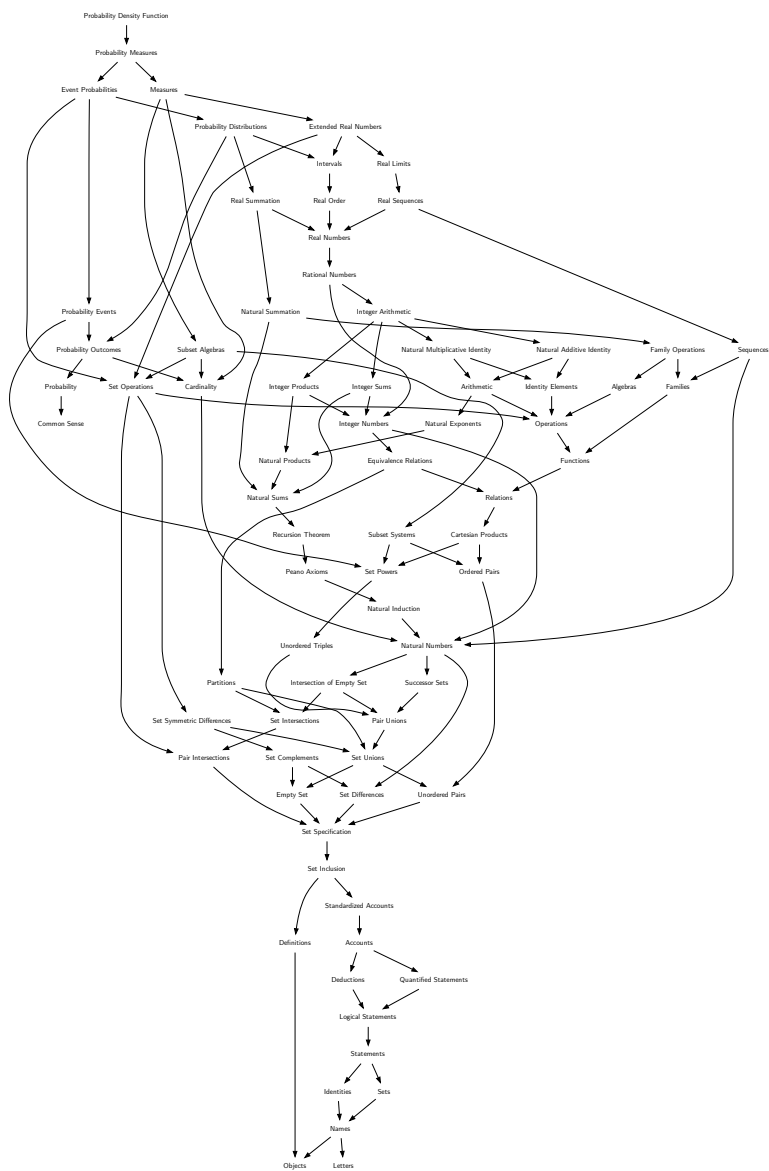 Probability Density Function
Probability Measures
Event Probabilities
Measures
Probability Distributions
Extended Real Numbers
Intervals
Real Limits
Real Summation
Real Order
Real Sequences
Real Numbers
Rational Numbers
Probability Events
Natural Summation
Integer Arithmetic
Probability Outcomes
Subset Algebras
Natural Multiplicative Identity
Natural Additive Identity
Family Operations
Sequences
Probability
Set Operations
Cardinality
Integer Products
Integer Sums
Arithmetic
Identity Elements
Algebras
Families
Common Sense
Integer Numbers
Natural Exponents
Operations
Natural Products
Equivalence Relations
Functions
Natural Sums
Relations
Recursion Theorem
Subset Systems
Cartesian Products
Peano Axioms
Set Powers
Ordered Pairs
Natural Induction
Unordered Triples
Natural Numbers
Partitions
Intersection of Empty Set
Successor Sets
Set Symmetric Differences
Set Intersections
Pair Unions
Pair Intersections
Set Complements
Set Unions
Empty Set
Set Differences
Unordered Pairs
Set Specification
Set Inclusion
Standardized Accounts
Definitions
Accounts
Deductions
Quantified Statements
Logical Statements
Statements
Identities
Sets
Names
Objects
Letters